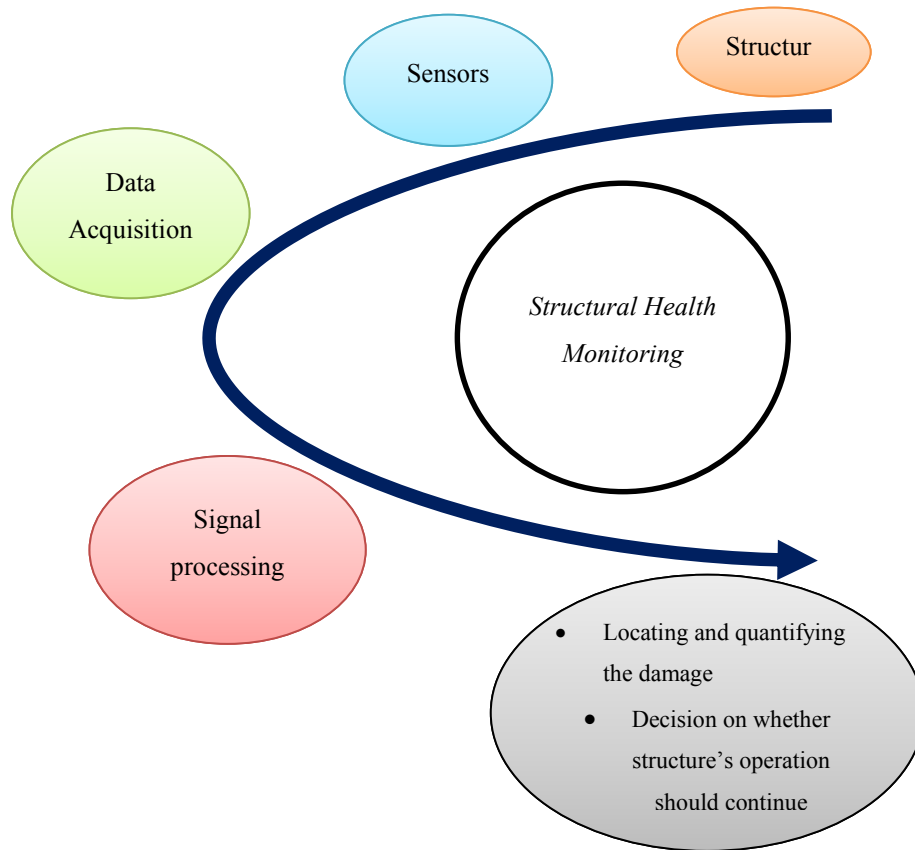 Structur
Sensors
Data
Acquisition
Structural Health
Monitoring
Signal
processing
• Locating and quantifying
the damage
• Decision on whether
structure’s operation
should continue